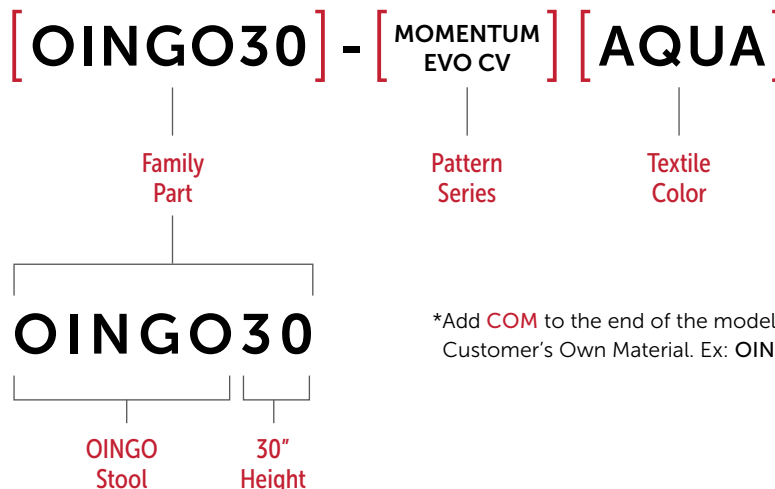 [OINGO30] - [MOMENTUM EVO CV] [AQUA]
Family Part
Pattern Series
Textile Color
OINGO30
*Add COM to the end of the model
Customer's Own Material. Ex: OIN
OINGO Stool
30" Height